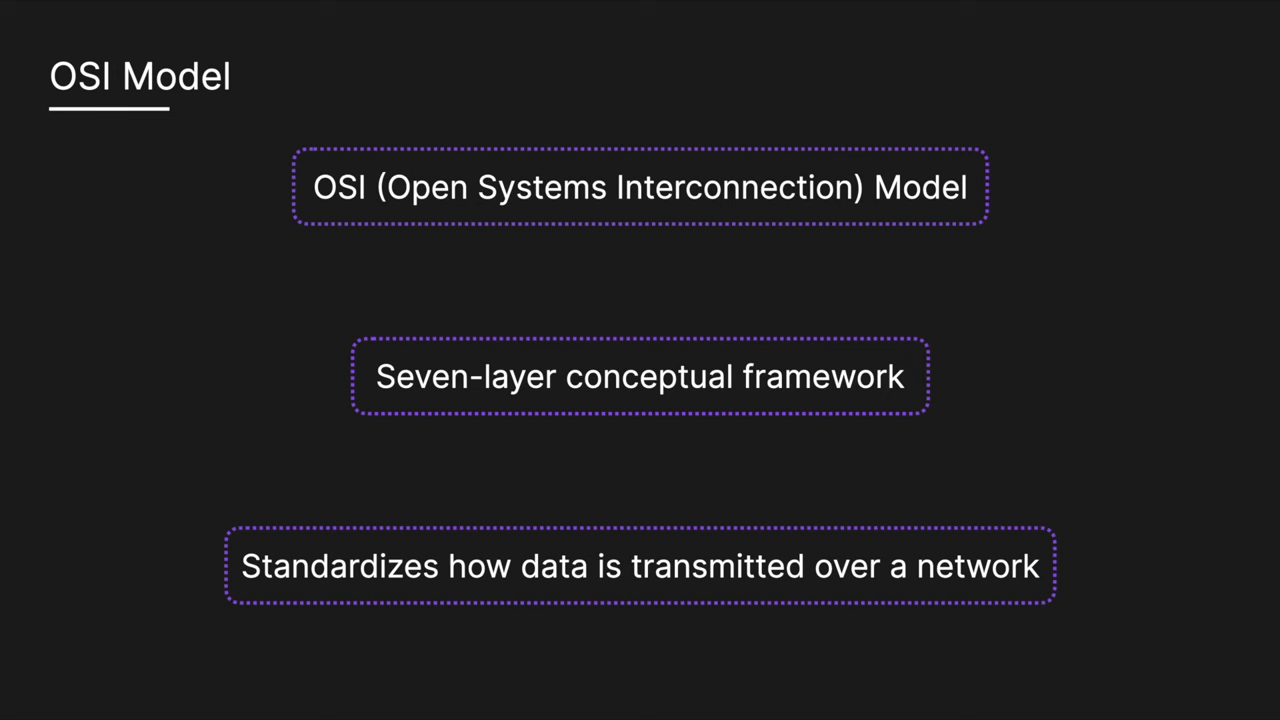 OSI Model
OSI (Open Systems Interconnection) Model
Seven-layer conceptual framework
Standardizes how data is transmitted over a network